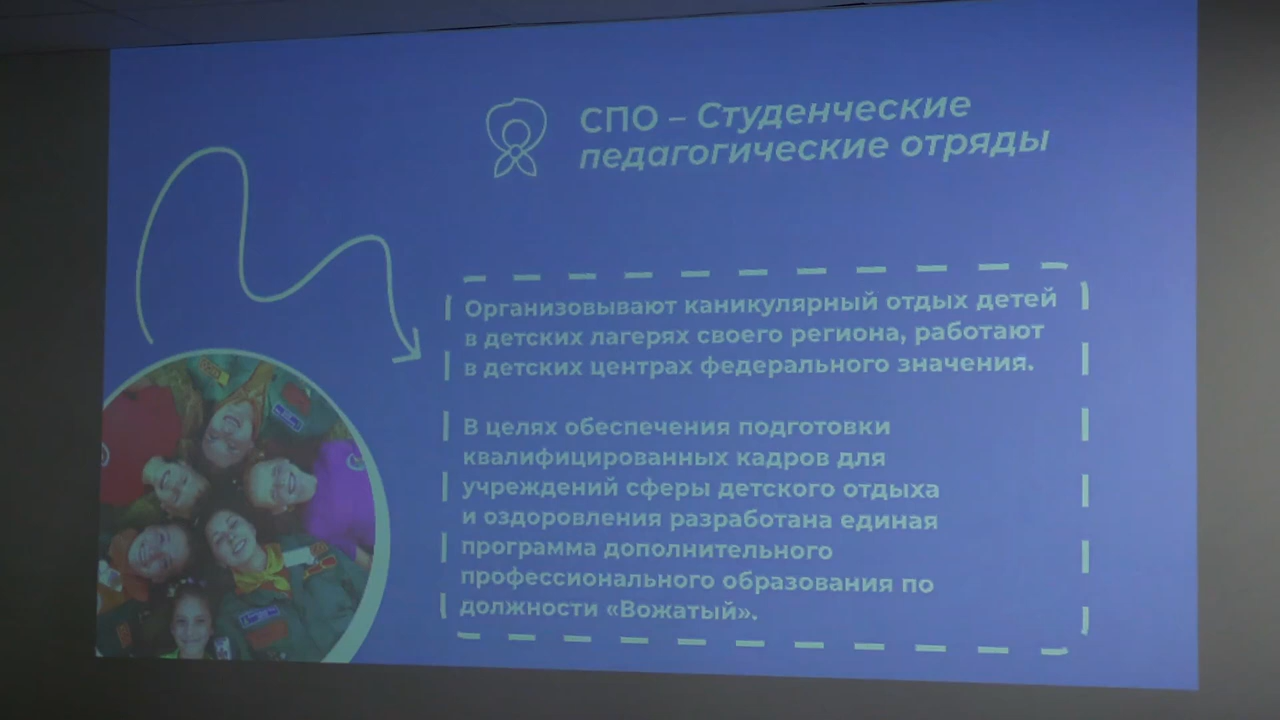 СПО – Студенческие
педагогические отряды
Организовывают каникулярный отдых детей
в детских лагерях своего региона, работают
в детских центрах федерального значения.
В целях обеспечения подготовки
квалифицированных кадров для
учреждений сферы детского отдыха
и оздоровления разработана единая
программа дополнительного
профессионального образования по
должности «Вожатый».